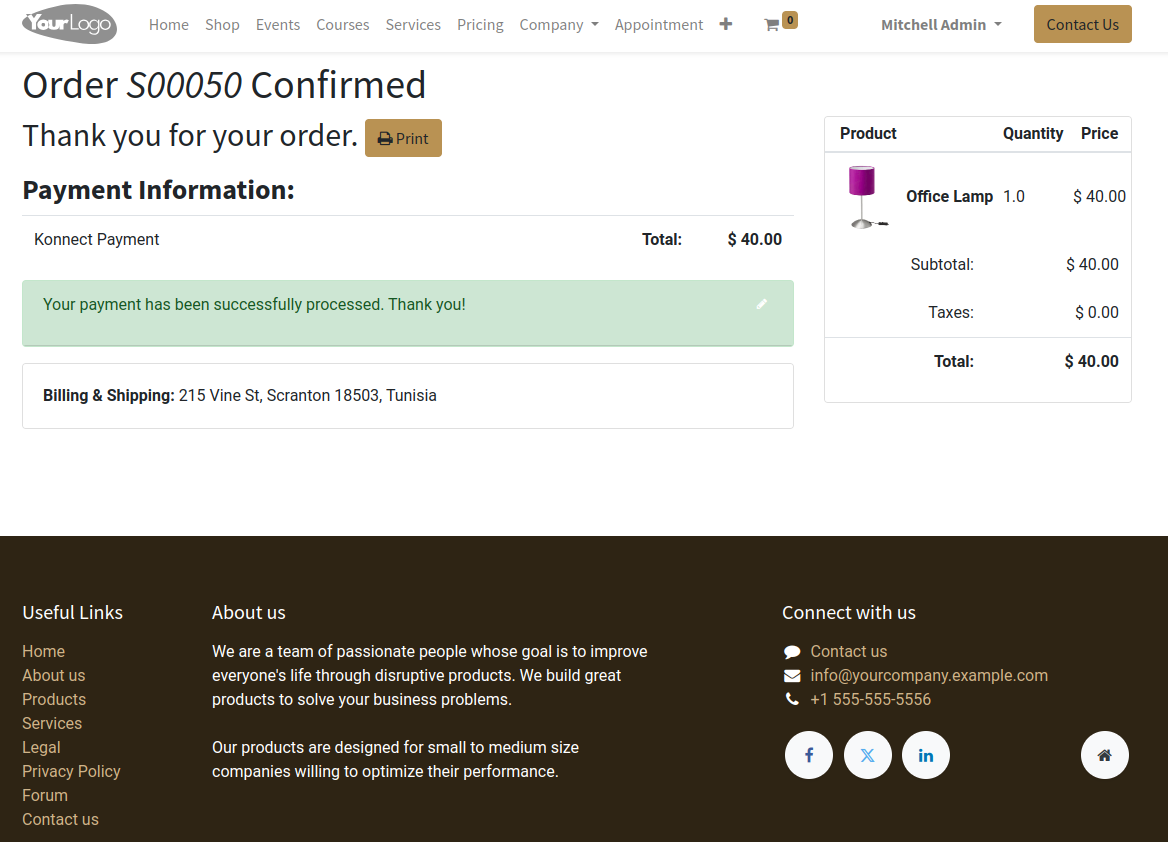 YourLogo Home Shop Events Courses Services Pricing Company Appointment 0 Mitchell Admin Contact Us
Order S00050 Confirmed
Thank you for your order. Print
Payment Information:
Konnect Payment Total: $ 40.00
Your payment has been successfully processed. Thank you!
Billing & Shipping: 215 Vine St, Scranton 18503, Tunisia
Product Quantity Price
Office Lamp 1.0 $ 40.00
Subtotal: $ 40.00
Taxes: $ 0.00
Total: $ 40.00
Useful Links
Home
About us
Products
Services
Legal
Privacy Policy
Forum
Contact us
About us
We are a team of passionate people whose goal is to improve
everyone's life through disruptive products. We build great
products to solve your business problems.
Our products are designed for small to medium size
companies willing to optimize their performance.
Connect with us
Contact us
info@yourcompany.example.com
+1 555-555-5556